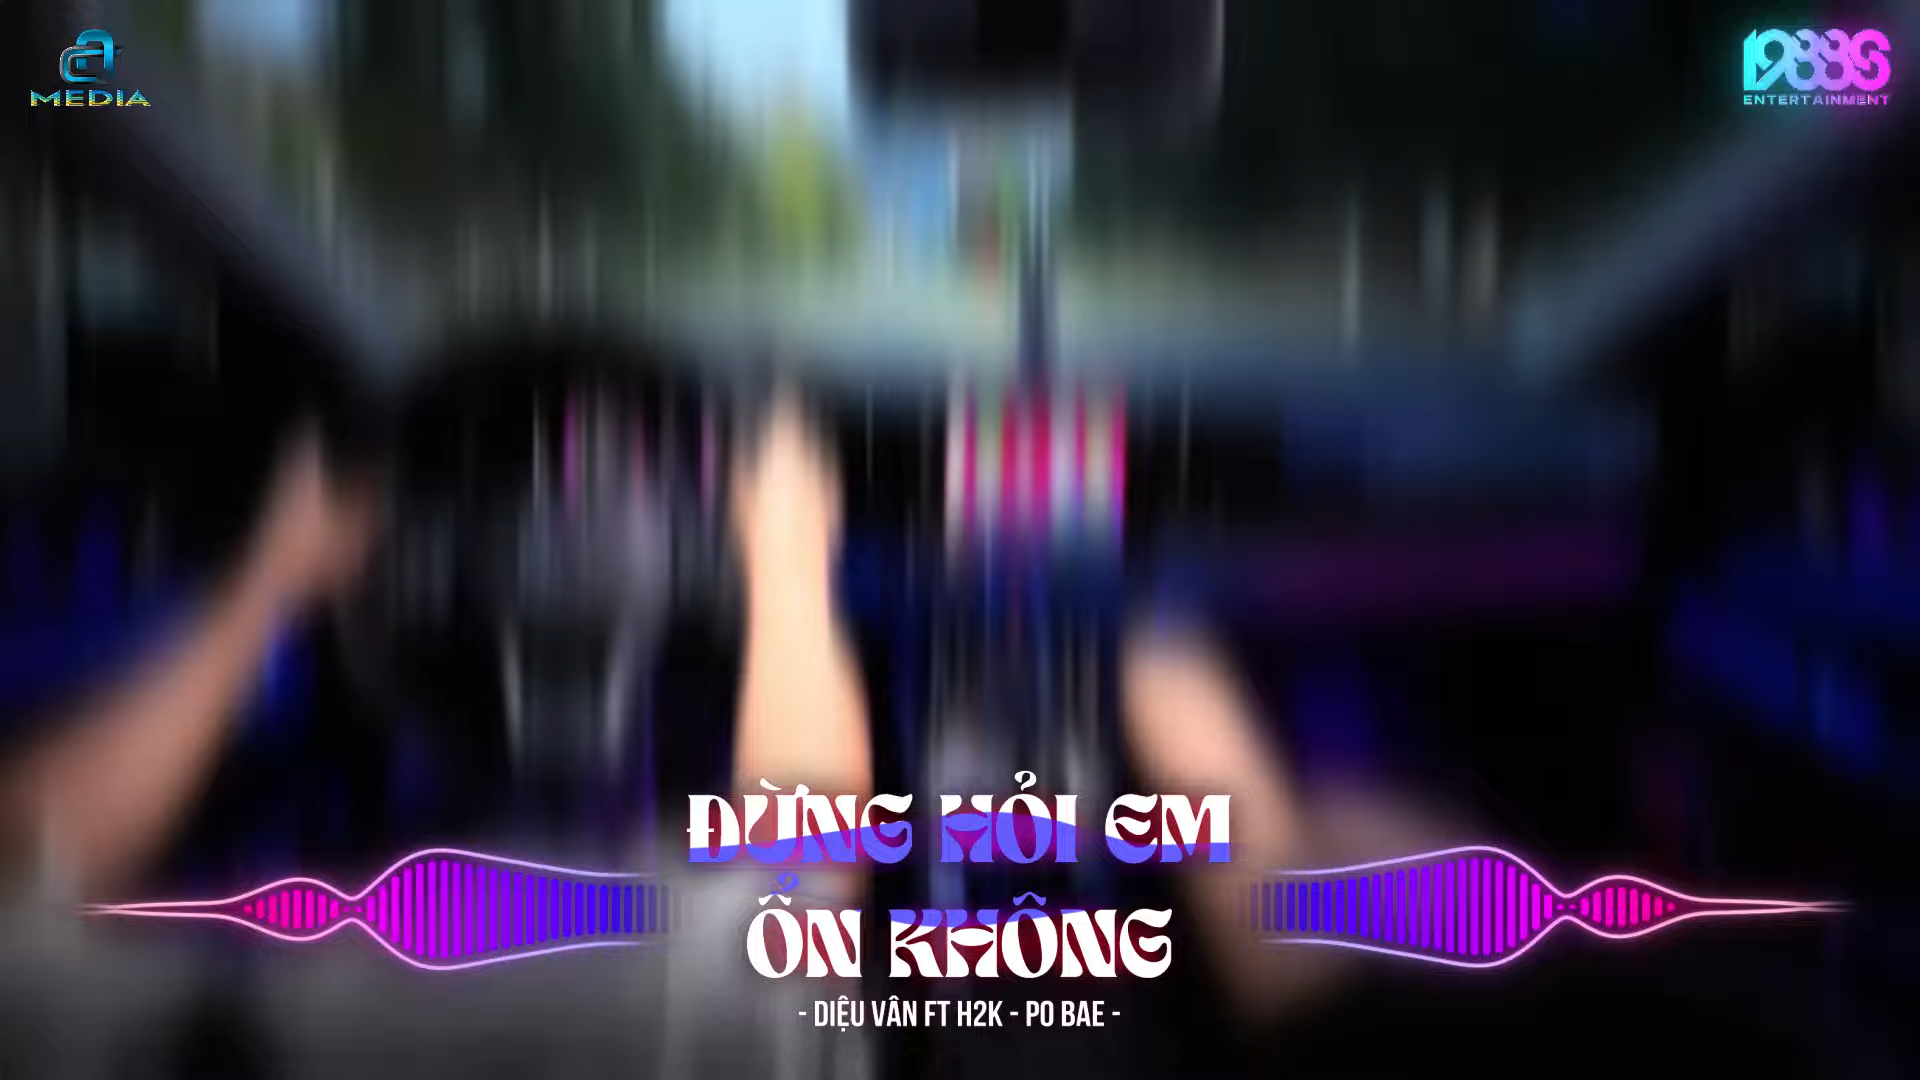 MEDIA
1988S
ENTERTAINMENT
ĐỪNG HỎI EM
ỔN KHÔNG
- DIỆU VÂN FT H2K - PO BAE -